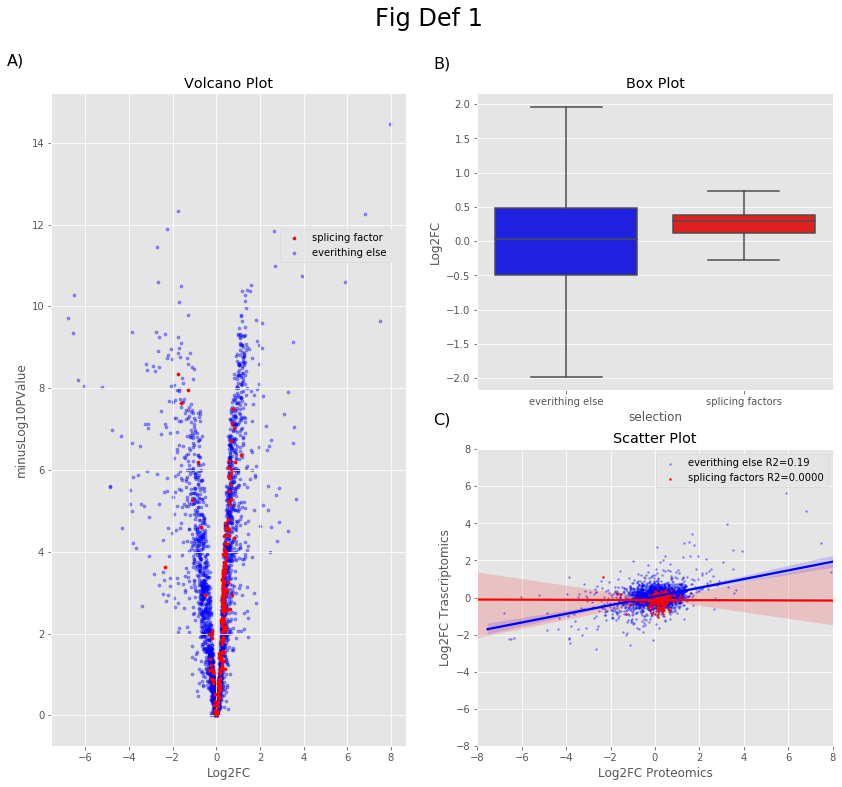 Fig Def 1
A)
Volcano Plot
14
12
10
8
6
4
2
0
minusLog10PValue
splicing factor
everithing else
−6 −4 −2 0 2 4 6 8
Log2FC
B)
Box Plot
2.0
1.5
1.0
0.5
0.0
−0.5
−1.0
−1.5
−2.0
Log2FC
everithing else splicing factors
selection
C)
Scatter Plot
8
6
4
2
0
−2
−4
−6
−8
Log2FC Trascriptomics
everithing else R2=0.19
splicing factors R2=0.0000
−8 −6 −4 −2 0 2 4 6 8
Log2FC Proteomics